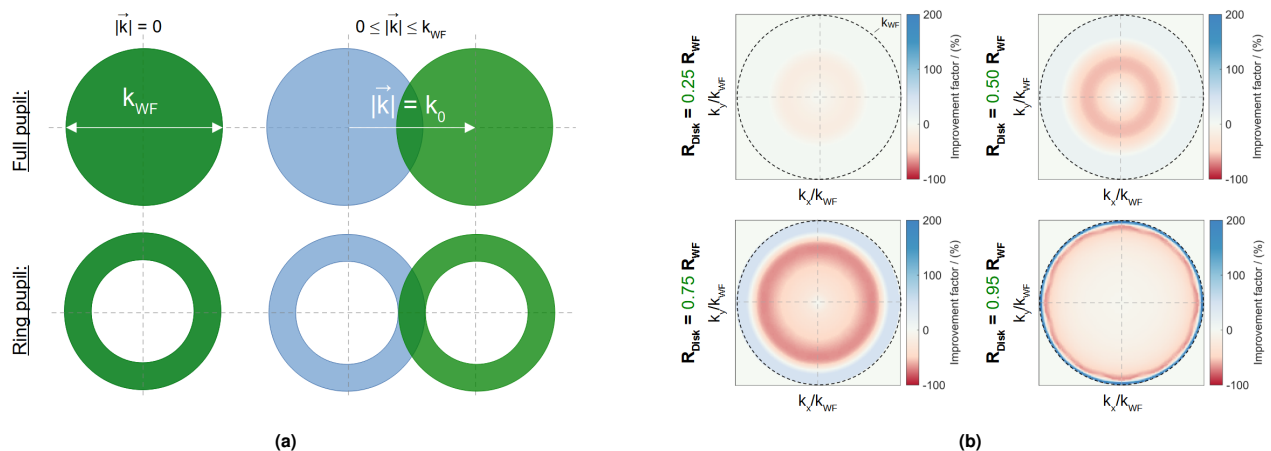 |k⃗| = 0
0 ≤ |k⃗| ≤ k_WF
Full pupil:
k_WF
|k⃗| = k_0
Ring pupil:
(a)
R_Disk = 0.25 R_WF
k_y/k_WF
k_x/k_WF
k_WF
200
100
0
-100
Improvement factor / (%)
R_Disk = 0.50 R_WF
k_y/k_WF
k_x/k_WF
200
100
0
-100
Improvement factor / (%)
R_Disk = 0.75 R_WF
k_y/k_WF
k_x/k_WF
200
100
0
-100
Improvement factor / (%)
R_Disk = 0.95 R_WF
k_y/k_WF
k_x/k_WF
200
100
0
-100
Improvement factor / (%)
(b)